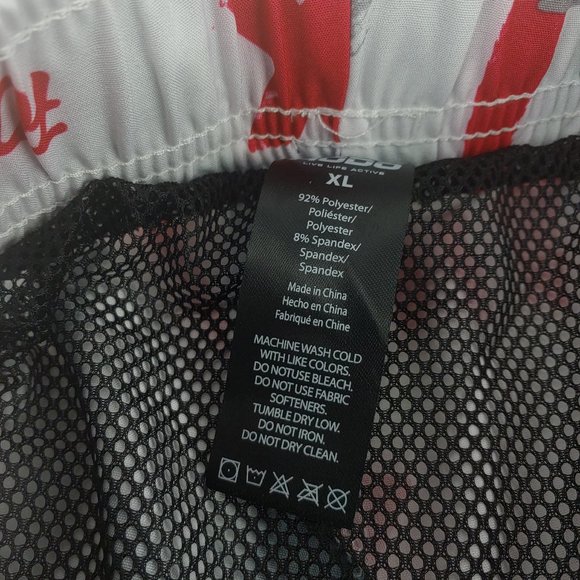 LIVE LIFE ACTIVE
XL
92% Polyester/
Poliéster/
Polyester
8% Spandex/
Spandex/
Spandex
Made in China
Hecho en China
Fabriqué en Chine
MACHINE WASH COLD
WITH LIKE COLORS.
DO NOTUSE BLEACH.
DO NOT USE FABRIC
SOFTENERS.
TUMBLE DRY LOW.
DO NOT IRON.
DO NOT DRY CLEAN.